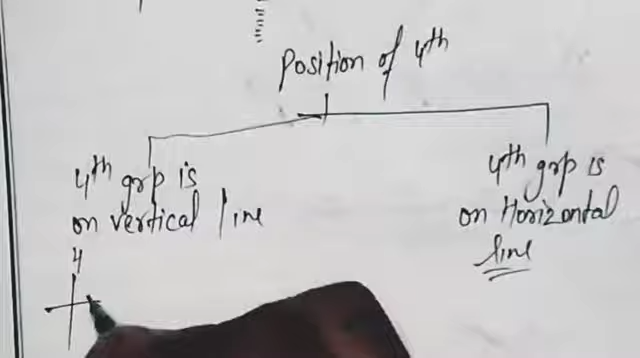 Position of 4th
4th grp is
on vertical line
4
4th grp is
on Horizontal
line